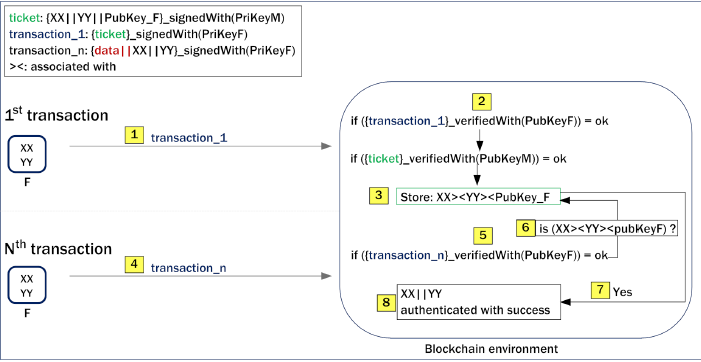 ticket: {XX||YY||PubKey_F}_signedWith(PriKeyM)
transaction_1: {ticket}_signedWith(PriKeyF)
transaction_n: {data||XX||YY}_signedWith(PriKeyF)
><: associated with
1st transaction
1
transaction_1
XX
YY
F
2
if ({transaction_1}_verifiedWith(PubKeyF)) = ok
if ({ticket}_verifiedWith(PubKeyM)) = ok
3
Store: XX><YY><PubKey_F
6
is (XX><YY><pubKeyF) ?
5
if ({transaction_n}_verifiedWith(PubKeyF)) = ok
Nth transaction
4
transaction_n
XX
YY
F
7
Yes
8
XX||YY
authenticated with success
Blockchain environment